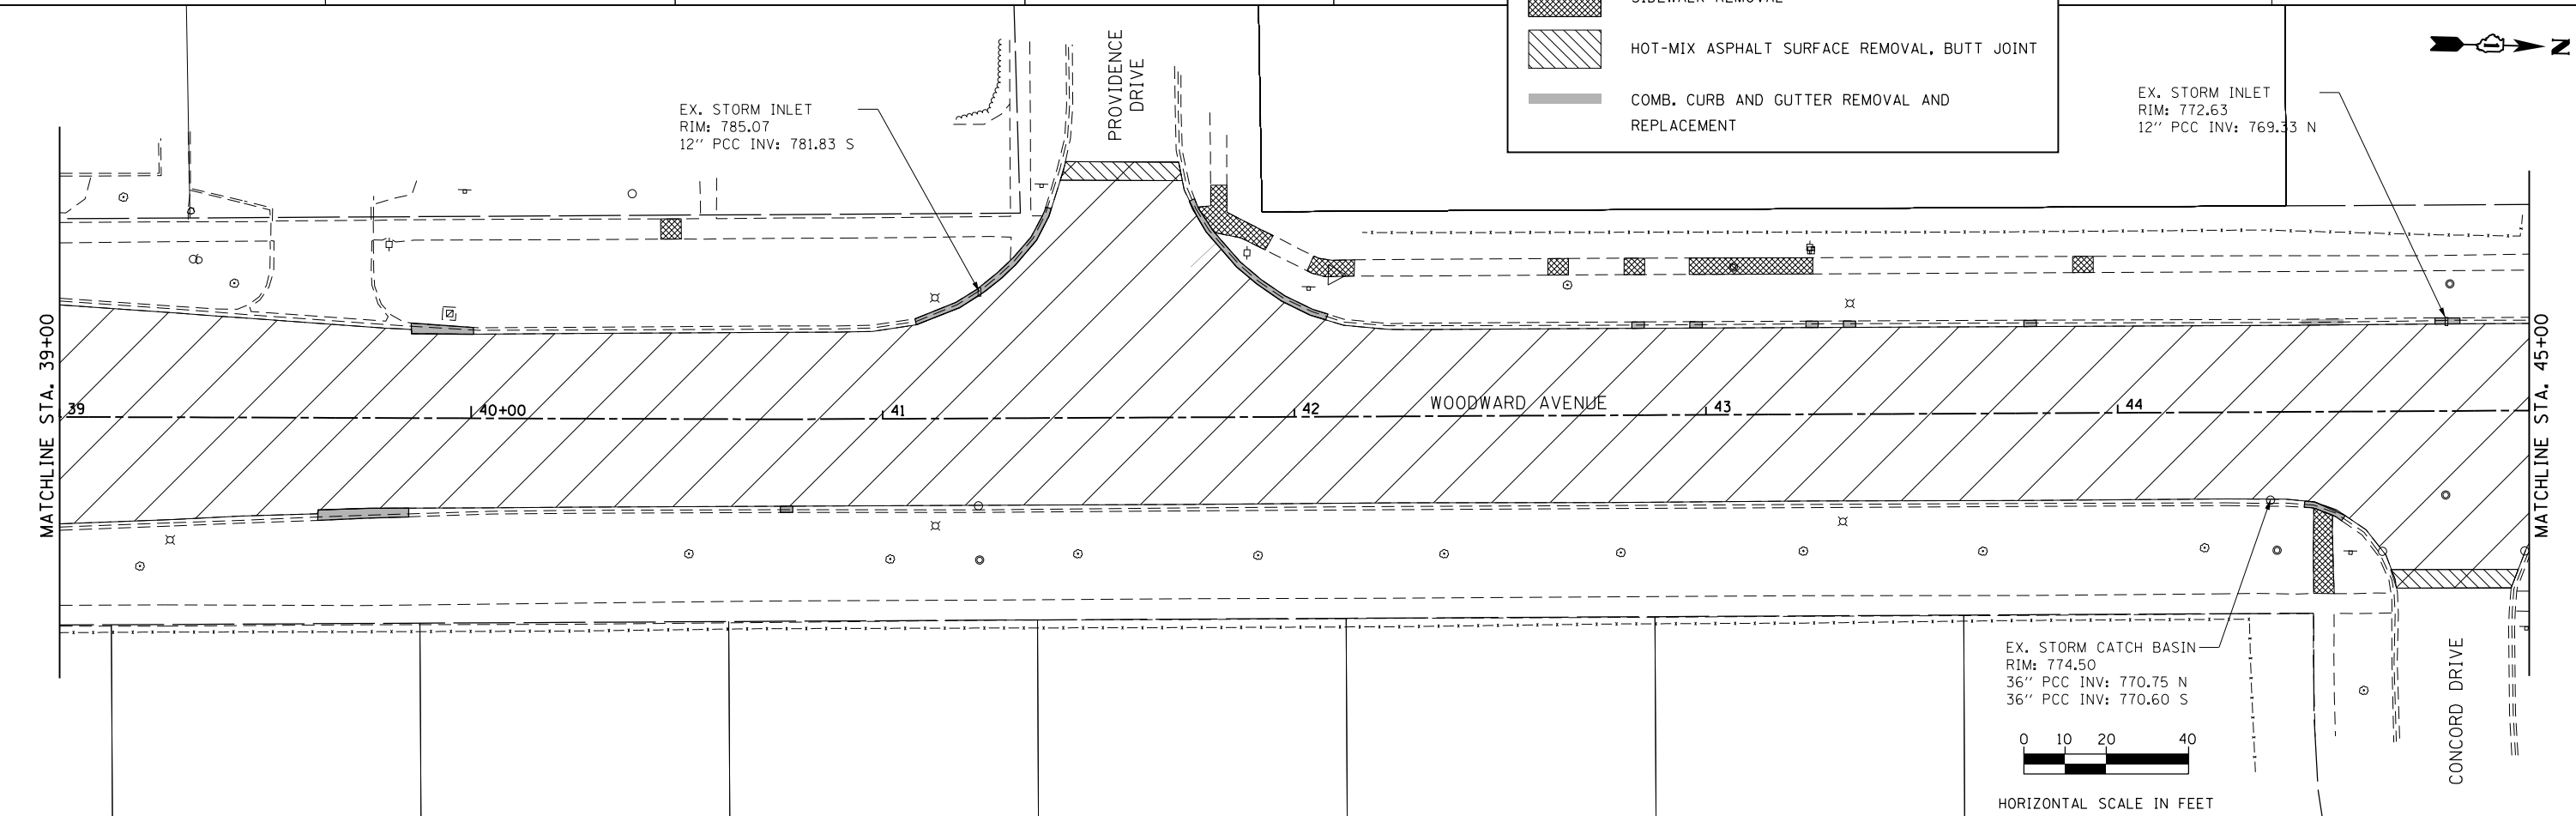 SIDEWALK REMOVAL
HOT-MIX ASPHALT SURFACE REMOVAL, BUTT JOINT
COMB. CURB AND GUTTER REMOVAL AND
REPLACEMENT
N
PROVIDENCE
DRIVE
EX. STORM INLET
RIM: 785.07
12" PCC INV: 781.83 S
EX. STORM INLET
RIM: 772.63
12" PCC INV: 769.33 N
MATCHLINE STA. 39+00
39
40+00
41
42
WOODWARD AVENUE
43
44
MATCHLINE STA. 45+00
EX. STORM CATCH BASIN
RIM: 774.50
36" PCC INV: 770.75 N
36" PCC INV: 770.60 S
0 10 20 40
HORIZONTAL SCALE IN FEET
CONCORD DRIVE